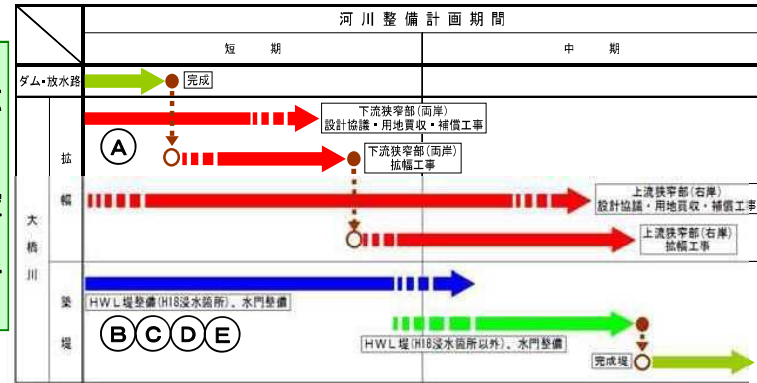 河川整備計画期間
短　期
中　期
ダム・放水路
完成
下流狭窄部(両岸)
設計協議・用地買収・補償工事
A
下流狭窄部(両岸)
拡幅工事
拡
幅
上流狭窄部(右岸)
設計協議・用地買収・補償工事
上流狭窄部(右岸)
拡幅工事
大
橋
川
築
堤
HWL堤整備(H18浸水箇所)、水門整備
B C D E
HWL堤(H18浸水箇所以外)、水門整備
完成堤